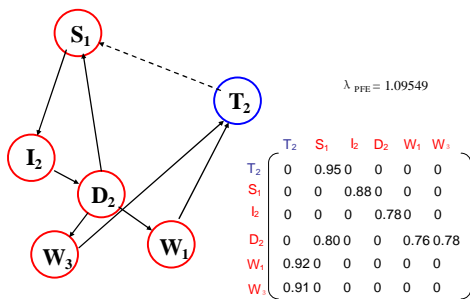 S1
T2
I2
D2
W3
W1
λ PFE = 1.09549
T2 S1 I2 D2 W1 W3
T2 0 0.95 0 0 0 0
S1 0 0 0.88 0 0 0
I2 0 0 0 0.78 0 0
D2 0 0.80 0 0 0.76 0.78
W1 0.92 0 0 0 0 0
W3 0.91 0 0 0 0 0